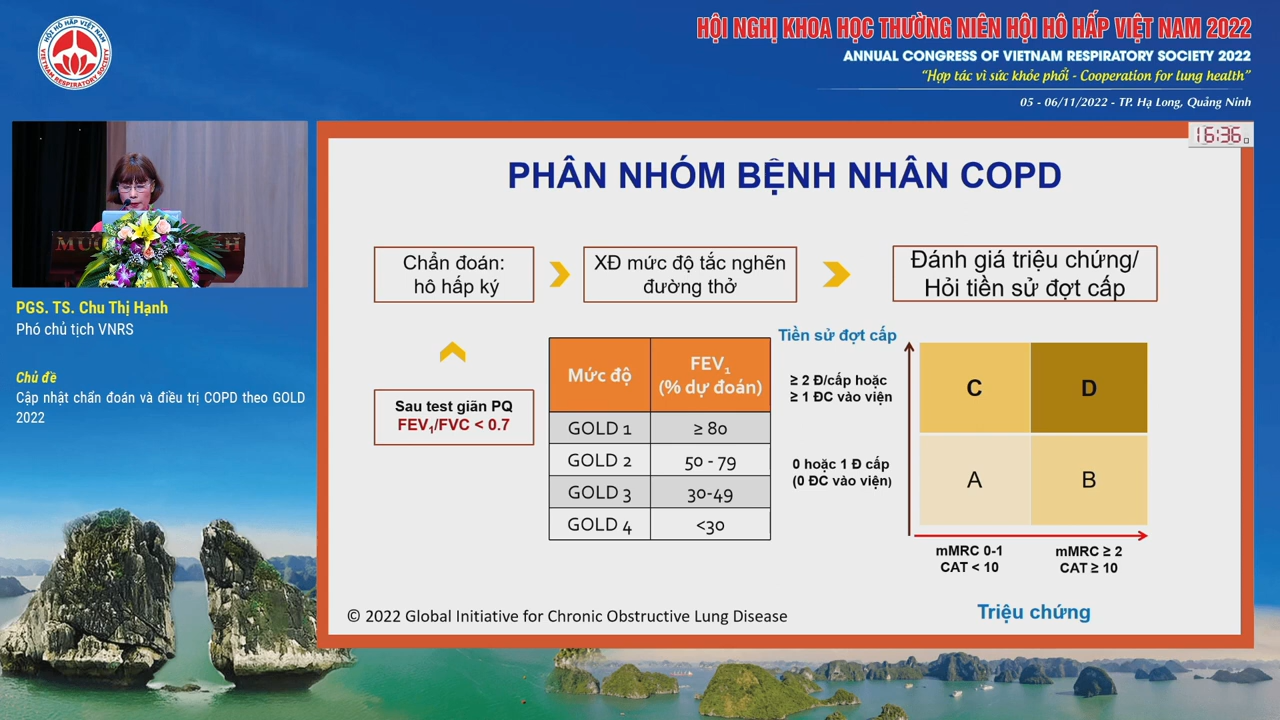 HỘI HÔ HẤP VIỆT NAM
VIETNAM RESPIRATORY SOCIETY
HỘI NGHỊ KHOA HỌC THƯỜNG NIÊN HỘI HÔ HẤP VIỆT NAM 2022
ANNUAL CONGRESS OF VIETNAM RESPIRATORY SOCIETY 2022
“Hợp tác vì sức khỏe phổi - Cooperation for lung health”
05 - 06/11/2022 - TP. Hạ Long, Quảng Ninh
16:36
PGS. TS. Chu Thị Hạnh
Phó chủ tịch VNRS
Chủ đề
Cập nhật chẩn đoán và điều trị COPD theo GOLD
2022
PHÂN NHÓM BỆNH NHÂN COPD
Chẩn đoán:
hô hấp ký
XĐ mức độ tắc nghẽn
đường thở
Đánh giá triệu chứng/
Hỏi tiền sử đợt cấp
Sau test giãn PQ
FEV₁/FVC < 0.7
Mức độ
FEV₁
(% dự đoán)
GOLD 1
≥ 80
GOLD 2
50 - 79
GOLD 3
30-49
GOLD 4
<30
Tiền sử đợt cấp
≥ 2 Đ/cấp hoặc
≥ 1 ĐC vào viện
0 hoặc 1 Đ cấp
(0 ĐC vào viện)
C
D
A
B
mMRC 0-1
CAT < 10
mMRC ≥ 2
CAT ≥ 10
Triệu chứng
© 2022 Global Initiative for Chronic Obstructive Lung Disease